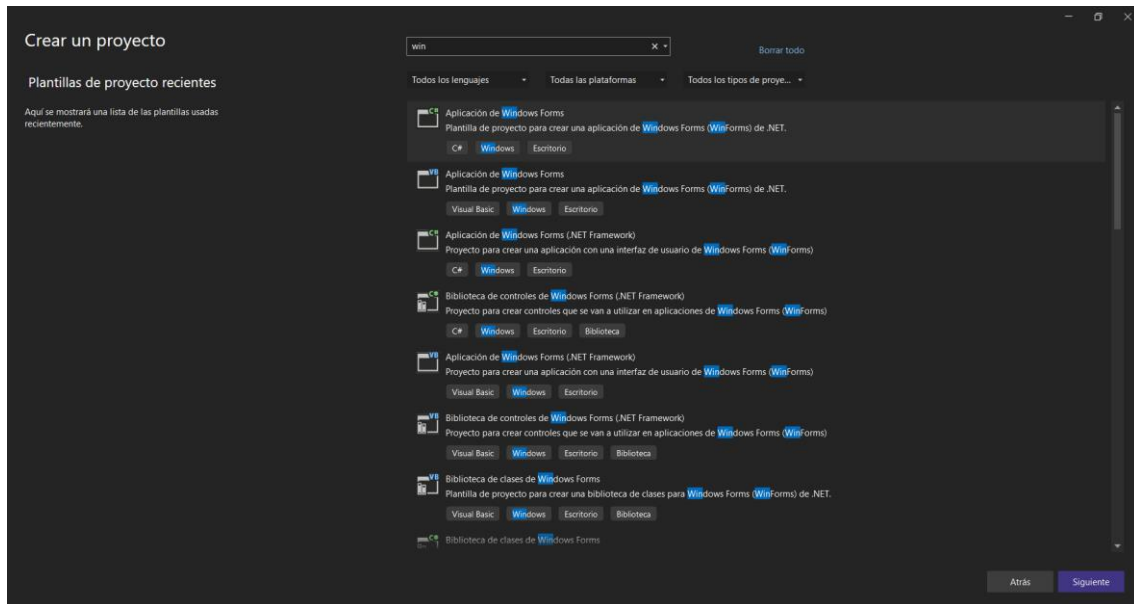 Crear un proyecto
Plantillas de proyecto recientes
Aquí se mostrará una lista de las plantillas usadas
recientemente.
win
Borrar todo
Todos los lenguajes
Todas las plataformas
Todos los tipos de proye...
C#
Aplicación de Windows Forms
Plantilla de proyecto para crear una aplicación de Windows Forms (WinForms) de .NET.
C# Windows Escritorio
VB
Aplicación de Windows Forms
Plantilla de proyecto para crear una aplicación de Windows Forms (WinForms) de .NET.
Visual Basic Windows Escritorio
C#
Aplicación de Windows Forms (.NET Framework)
Proyecto para crear una aplicación con una interfaz de usuario de Windows Forms (WinForms)
C# Windows Escritorio
C#
Biblioteca de controles de Windows Forms (.NET Framework)
Proyecto para crear controles que se van a utilizar en aplicaciones de Windows Forms (WinForms)
C# Windows Escritorio Biblioteca
VB
Aplicación de Windows Forms (.NET Framework)
Proyecto para crear una aplicación con una interfaz de usuario de Windows Forms (WinForms)
Visual Basic Windows Escritorio
VB
Biblioteca de controles de Windows Forms (.NET Framework)
Proyecto para crear controles que se van a utilizar en aplicaciones de Windows Forms (WinForms)
Visual Basic Windows Escritorio Biblioteca
VB
Biblioteca de clases de Windows Forms
Plantilla de proyecto para crear una biblioteca de clases para Windows Forms (WinForms) de .NET.
Visual Basic Windows Escritorio Biblioteca
C#
Biblioteca de clases de Windows Forms
Atrás
Siguiente